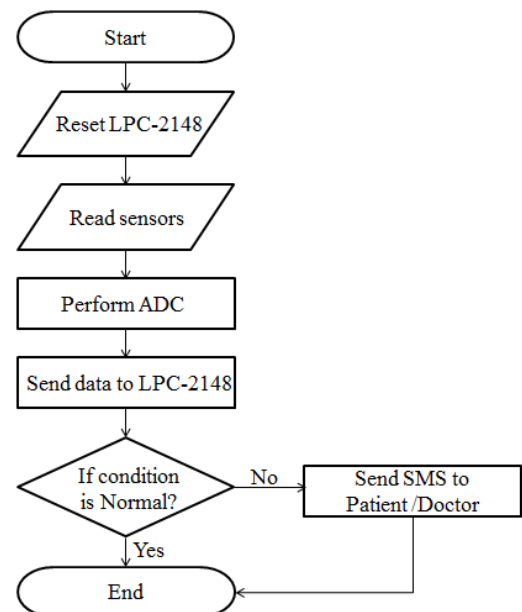 Start
Reset LPC-2148
Read sensors
Perform ADC
Send data to LPC-2148
If condition
is Normal?
No
Send SMS to
Patient /Doctor
Yes
End